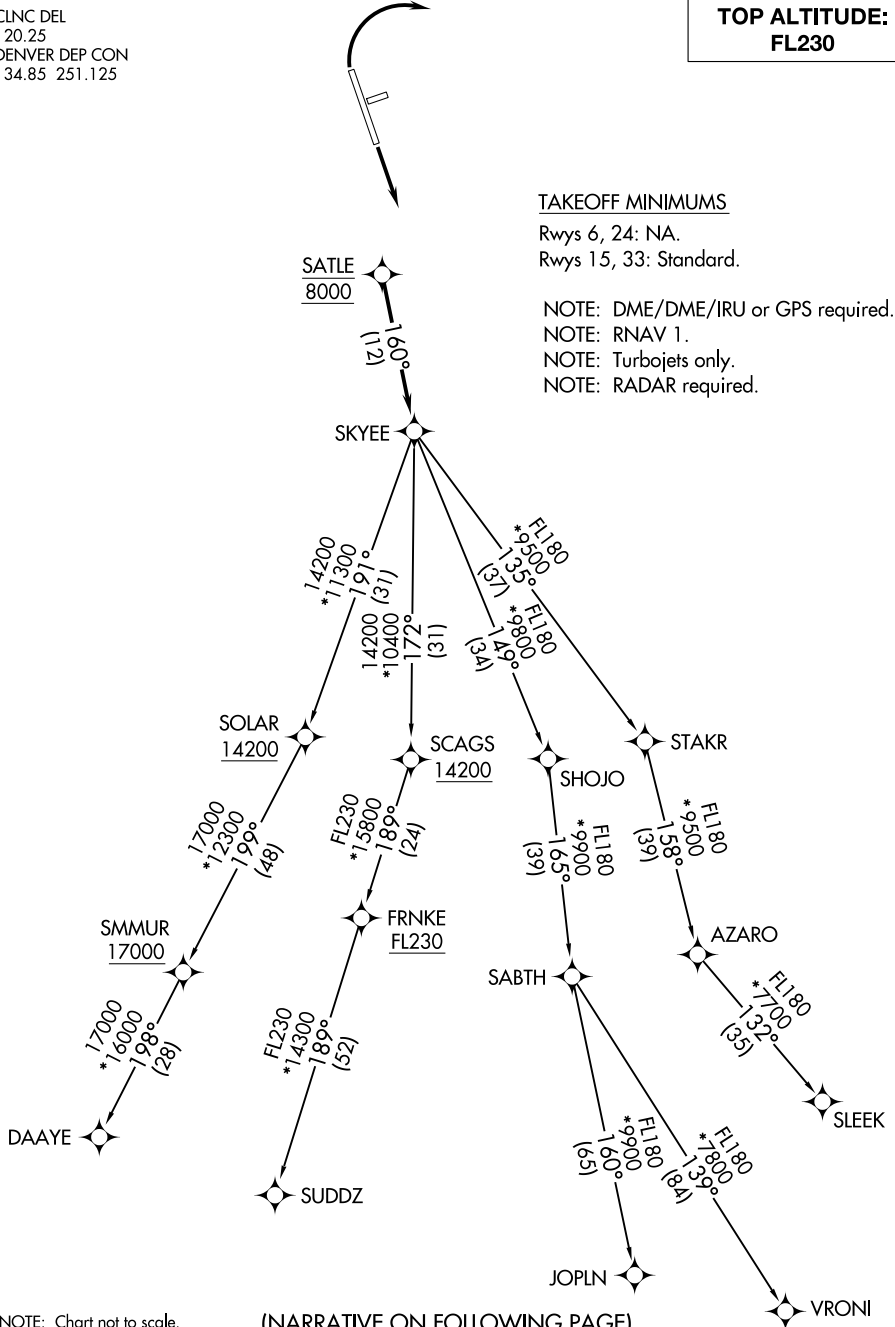 CLNC DEL
20.25
DENVER DEP CON
34.85 251.125
TOP ALTITUDE:
FL230
TAKEOFF MINIMUMS
Rwys 6, 24: NA.
Rwys 15, 33: Standard.
NOTE: DME/DME/IRU or GPS required.
NOTE: RNAV 1.
NOTE: Turbojets only.
NOTE: RADAR required.
SATLE
8000
160°
(12)
SKYEE
14200
*11300
191°
(31)
14200
*10400
172°
(31)
FL180
*9800
149°
(34)
FL180
*9500
135°
(37)
SOLAR
14200
SCAGS
14200
SHOJO
STAKR
17000
*12300
199°
(48)
FL230
*15800
189°
(24)
FL180
*9900
165°
(39)
FL180
*9500
158°
(39)
SMMUR
17000
FRNKE
FL230
SABTH
AZARO
17000
*16000
198°
(28)
FL230
*14300
189°
(52)
FL180
*9900
160°
(65)
FL180
*7800
139°
(84)
FL180
*7700
132°
(35)
DAAYE
SUDDZ
JOPLN
VRONI
SLEEK
NOTE: Chart not to scale.
(NARRATIVE ON FOLLOWING PAGE)